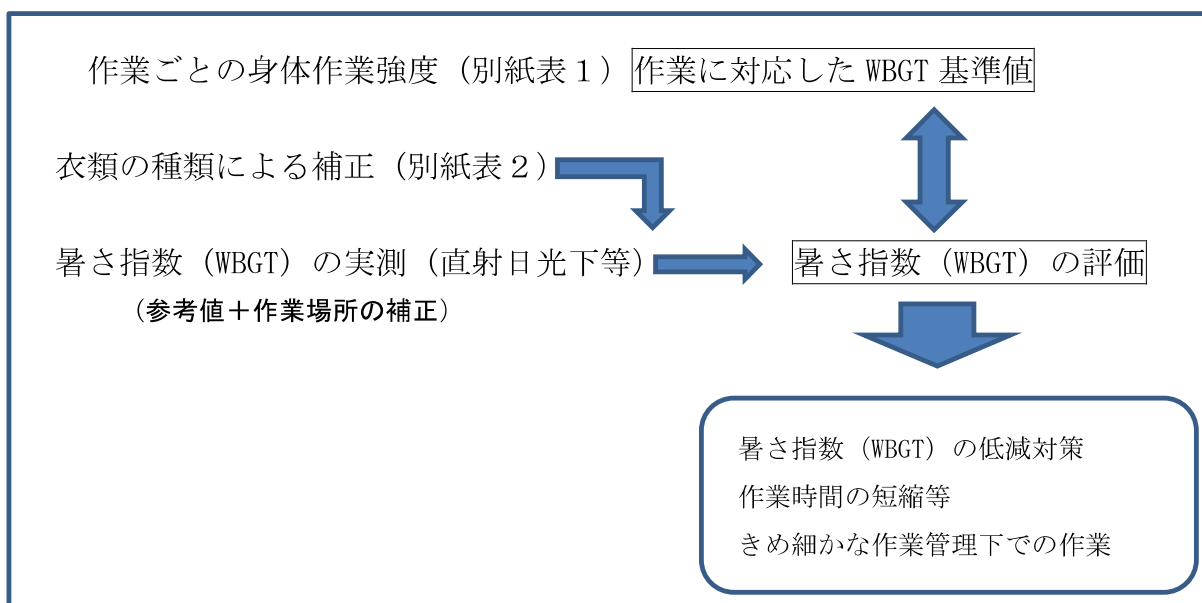 作業ごとの身体作業強度（別紙表１）作業に対応した WBGT 基準値
衣類の種類による補正（別紙表２）
暑さ指数（WBGT）の実測（直射日光下等） 暑さ指数（WBGT）の評価
（参考値＋作業場所の補正）
暑さ指数（WBGT）の低減対策
作業時間の短縮等
きめ細かな作業管理下での作業